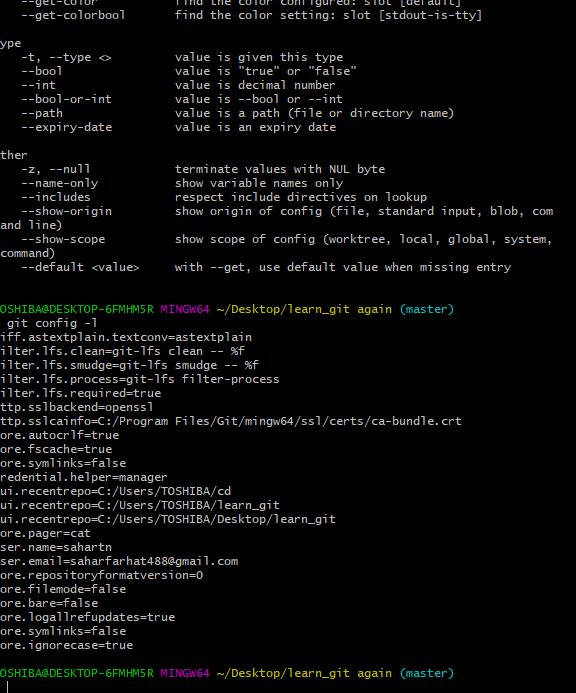 --get-color find the color configured: slot [default]
--get-colorbool find the color setting: slot [stdout-is-tty]
ype
-t, --type <> value is given this type
--bool value is "true" or "false"
--int value is decimal number
--bool-or-int value is --bool or --int
--path value is a path (file or directory name)
--expiry-date value is an expiry date
ther
-z, --null terminate values with NUL byte
--name-only show variable names only
--includes respect include directives on lookup
--show-origin show origin of config (file, standard input, blob, com
and line)
--show-scope show scope of config (worktree, local, global, system,
command)
--default <value> with --get, use default value when missing entry
OSHIBA@DESKTOP-6FMHM5R MINGW64 ~/Desktop/learn_git again (master)
git config -l
iff.astextplain.textconv=astextplain
ilter.lfs.clean=git-lfs clean -- %f
ilter.lfs.smudge=git-lfs smudge -- %f
ilter.lfs.process=git-lfs filter-process
ilter.lfs.required=true
ttp.sslbackend=openssl
ttp.sslcainfo=C:/Program Files/Git/mingw64/ssl/certs/ca-bundle.crt
ore.autocrlf=true
ore.fscache=true
ore.symlinks=false
redential.helper=manager
ui.recentrepo=C:/Users/TOSHIBA/cd
ui.recentrepo=C:/Users/TOSHIBA/learn_git
ui.recentrepo=C:/Users/TOSHIBA/Desktop/learn_git
ore.pager=cat
ser.name=sahartn
ser.email=saharfarhat488@gmail.com
ore.repositoryformatversion=0
ore.filemode=false
ore.bare=false
ore.logallrefupdates=true
ore.symlinks=false
ore.ignorecase=true
OSHIBA@DESKTOP-6FMHM5R MINGW64 ~/Desktop/learn_git again (master)